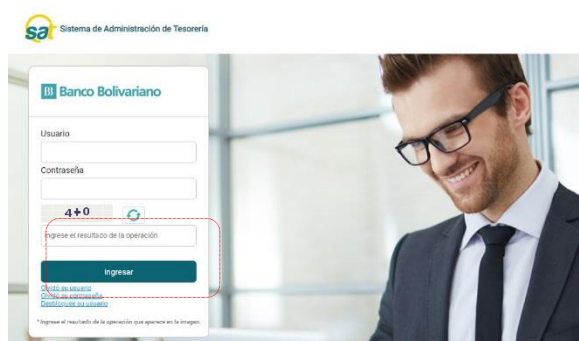 sat Sistema de Administración de Tesorería
Banco Bolivariano
Usuario
Contraseña
4+0
Ingrese el resultado de la operación
Ingresar
Olvidó su usuario
Olvidó su contraseña
Desbloquee su usuario
* Ingrese el resultado de la operación que aparece en la imagen.